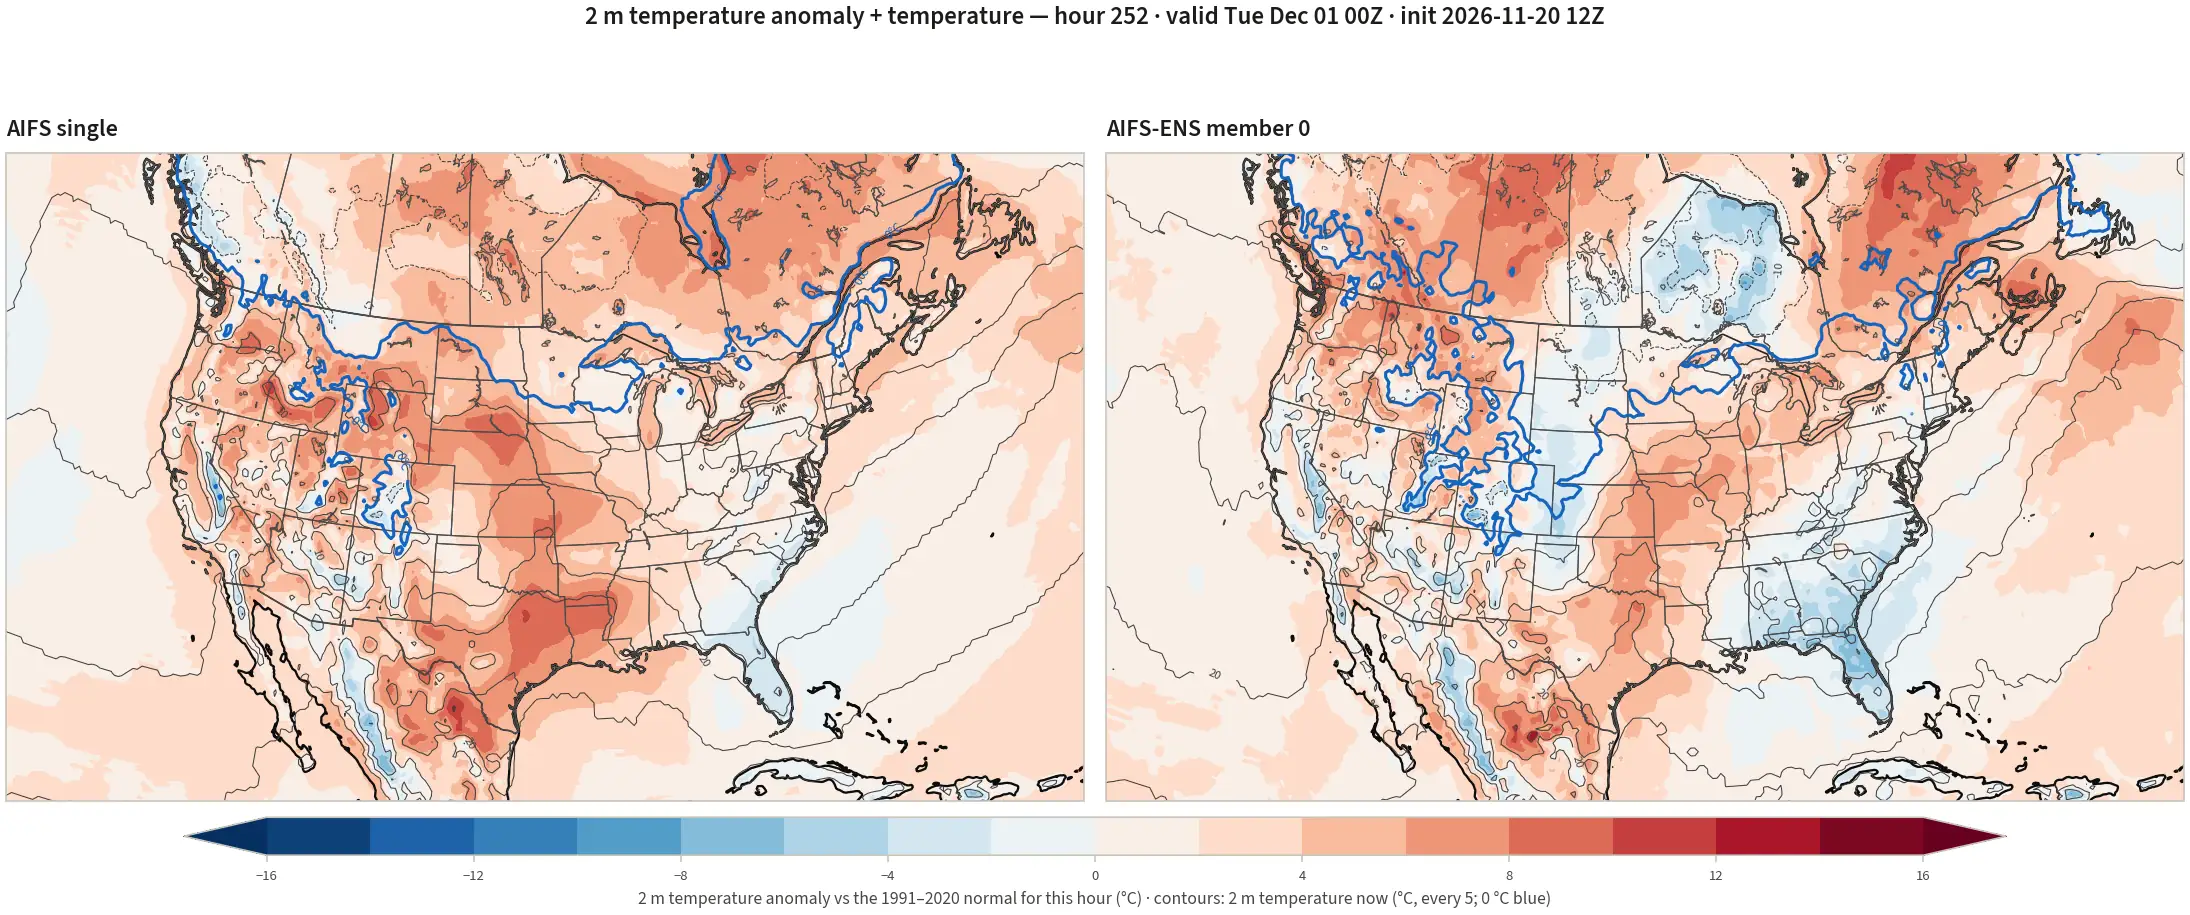 2 m temperature anomaly + temperature — hour 252 · valid Tue Dec 01 00Z · init 2026-11-20 12Z
AIFS single
AIFS-ENS member 0
20
10
−16
−12
−8
−4
0
4
8
12
16
2 m temperature anomaly vs the 1991–2020 normal for this hour (°C) · contours: 2 m temperature now (°C, every 5; 0 °C blue)